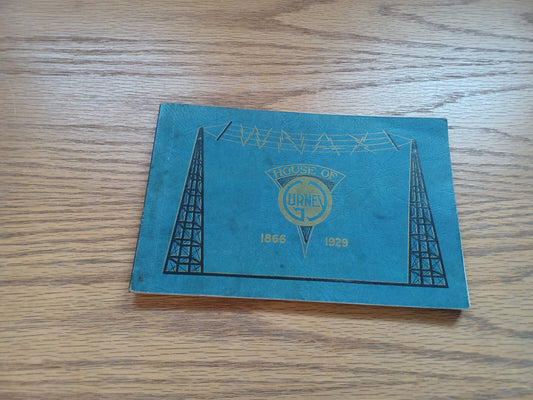 WNAX
HOUSE OF
GURNEY
1866 1929